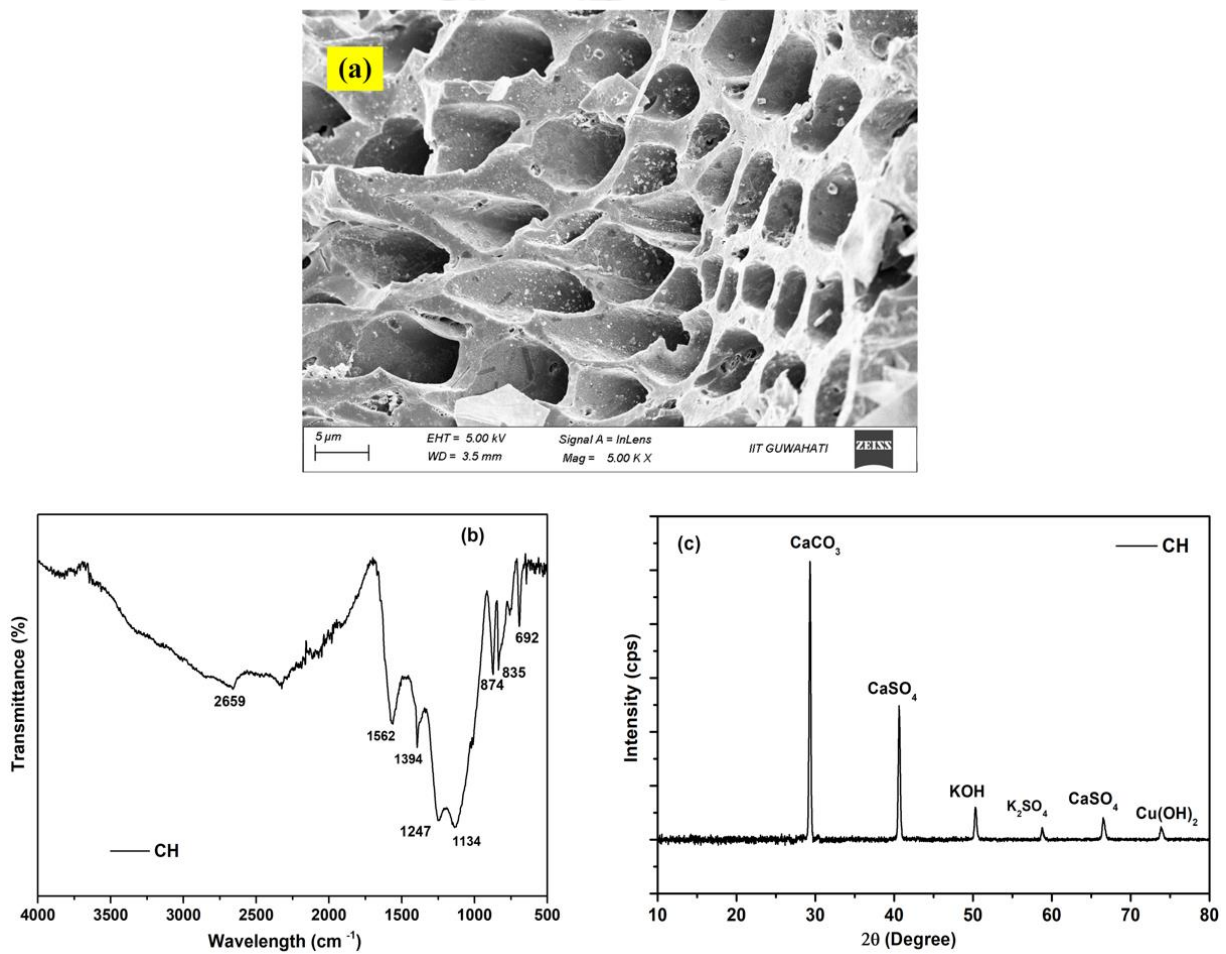 (a)
5 µm
EHT = 5.00 kV
Signal A = InLens
IIT GUWAHATI
ZEISS
WD = 3.5 mm
Mag = 5.00 K X
(b)
Transmittance (%)
2659
1562
1394
1247
1134
874
835
692
CH
4000 3500 3000 2500 2000 1500 1000 500
Wavelength (cm ⁻¹)
(c)
CH
Intensity (cps)
CaCO₃
CaSO₄
KOH
K₂SO₄
CaSO₄
Cu(OH)₂
10 20 30 40 50 60 70 80
2θ (Degree)